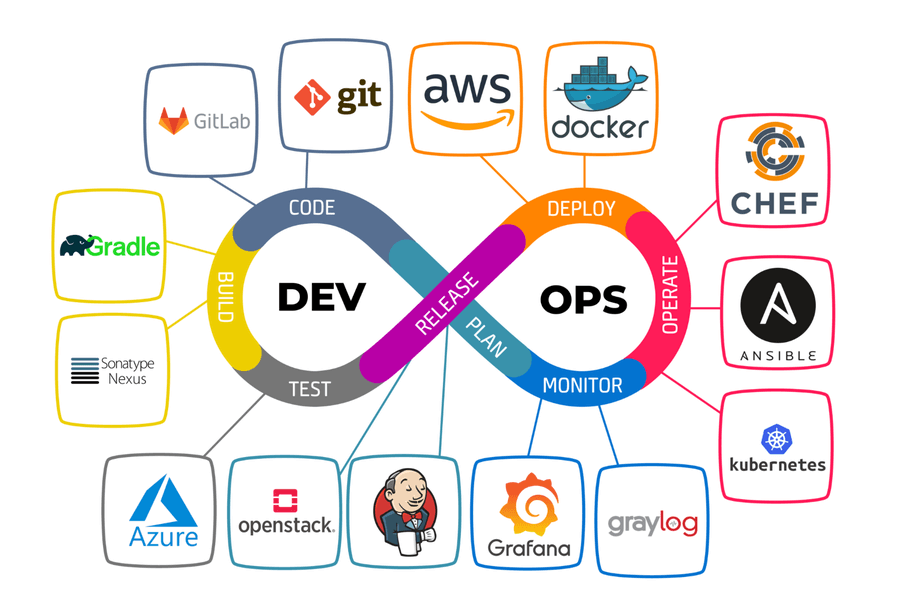 GitLab
git
aws
docker
CHEF
Gradle
CODE
DEPLOY
BUILD
DEV
RELEASE
OPS
OPERATE
PLAN
ANSIBLE
Sonatype
Nexus
TEST
MONITOR
kubernetes
Azure
openstack.
Grafana
graylog